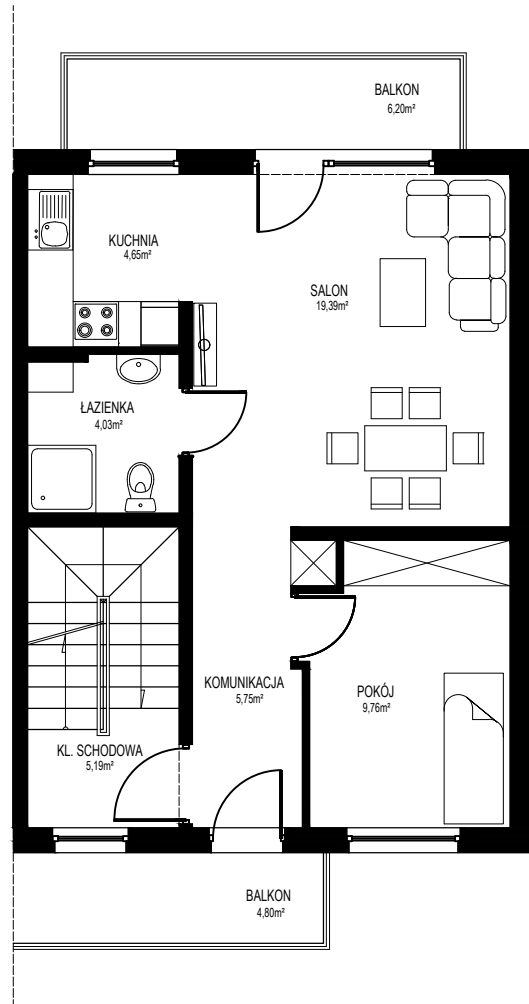 BALKON
6,20m²
KUCHNIA
4,65m²
SALON
19,39m²
ŁAZIENKA
4,03m²
KOMUNIKACJA
5,75m²
POKÓJ
9,76m²
KL. SCHODOWA
5,19m²
BALKON
4,80m²